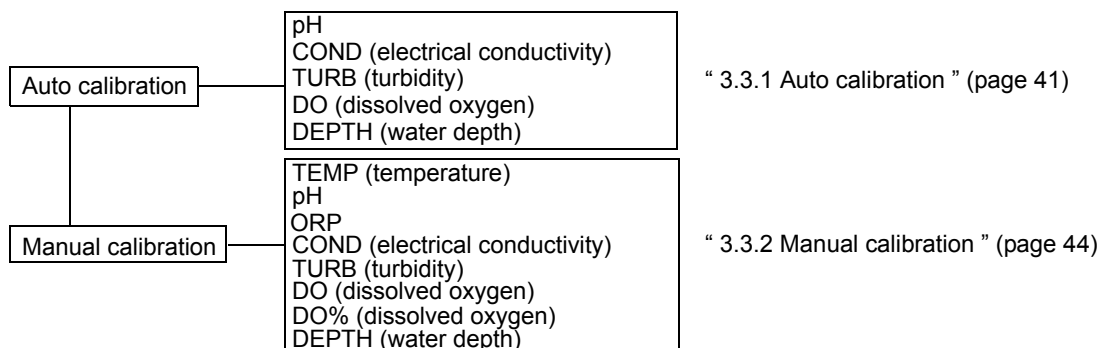 pH
COND (electrical conductivity)
Auto calibration
TURB (turbidity)
DO (dissolved oxygen)
DEPTH (water depth)
“ 3.3.1 Auto calibration ” (page 41)
TEMP (temperature)
pH
ORP
Manual calibration
COND (electrical conductivity)
TURB (turbidity)
DO (dissolved oxygen)
DO% (dissolved oxygen)
DEPTH (water depth)
“ 3.3.2 Manual calibration ” (page 44)